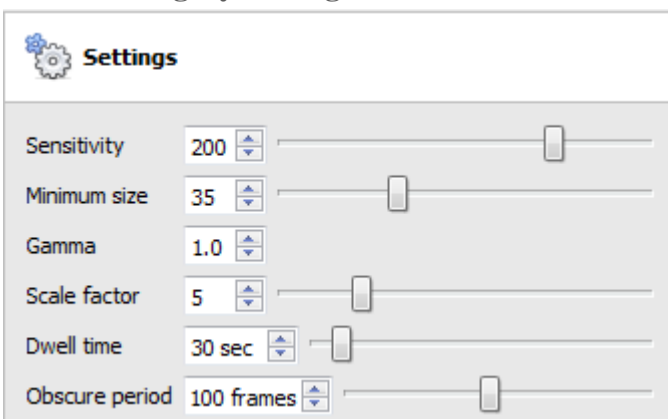 Settings
Sensitivity 200
Minimum size 35
Gamma 1.0
Scale factor 5
Dwell time 30 sec
Obscure period 100 frames